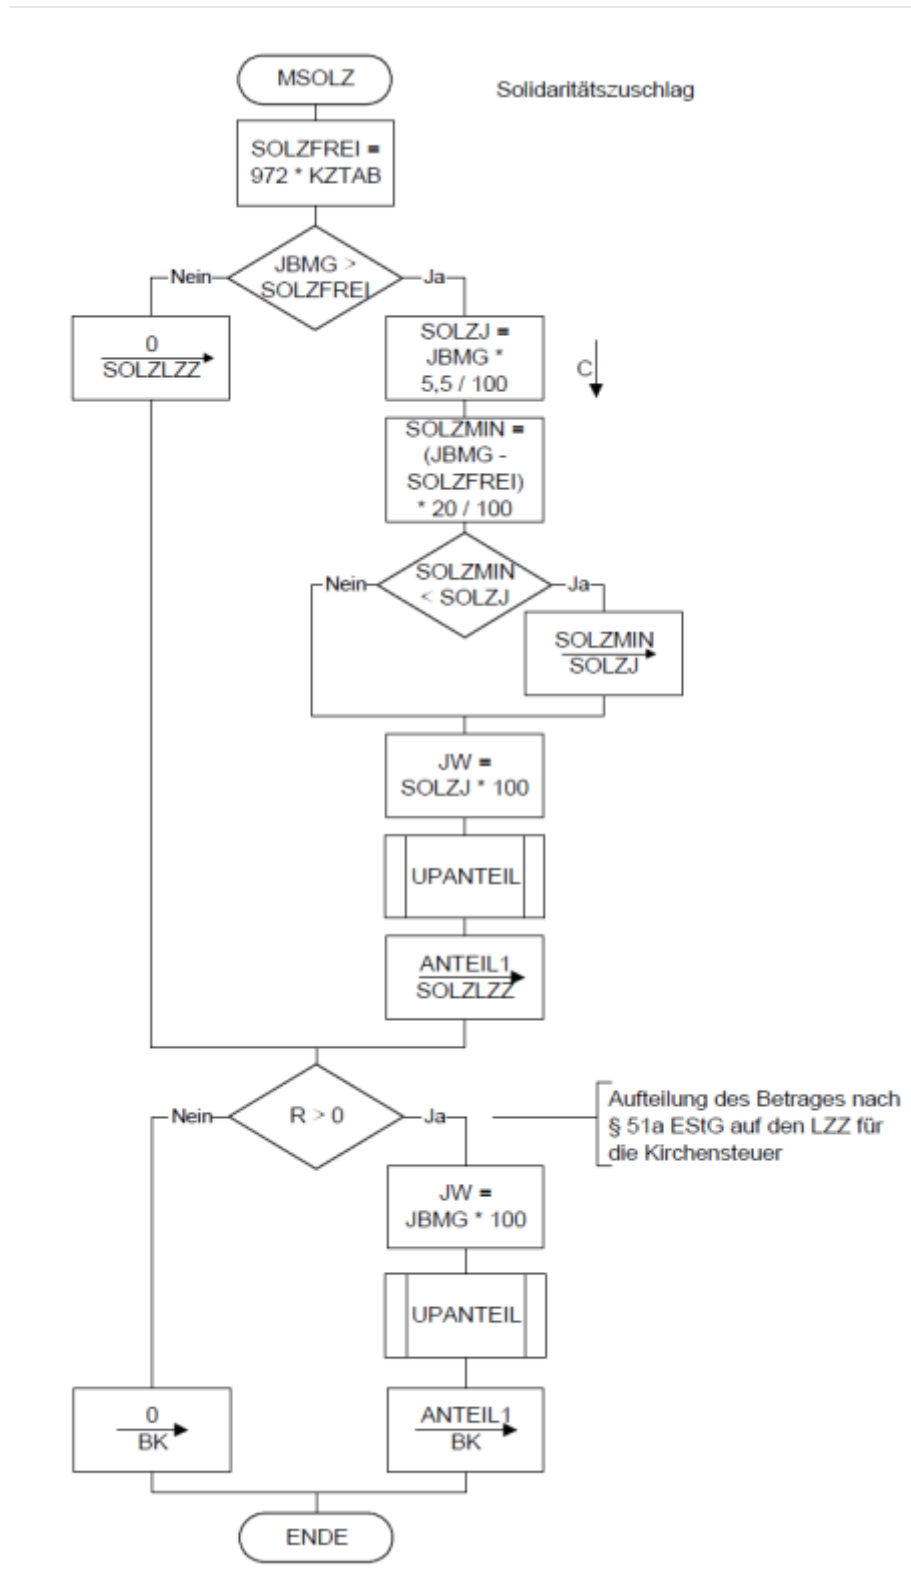 MSOLZ
Solidaritätszuschlag
SOLZFREI =
972 * KZTAB
JBMG >
SOLZFREI
Nein
Ja
0
SOLZLZZ
SOLZJ =
JBMG *
5,5 / 100
C
SOLZMIN =
(JBMG -
SOLZFREI)
* 20 / 100
SOLZMIN
< SOLZJ
Nein
Ja
SOLZMIN
SOLZJ
JW =
SOLZJ * 100
UPANTEIL
ANTEIL1
SOLZLZZ
R > 0
Nein
Ja
Aufteilung des Betrages nach
§ 51a EStG auf den LZZ für
die Kirchensteuer
JW =
JBMG * 100
UPANTEIL
0
BK
ANTEIL1
BK
ENDE